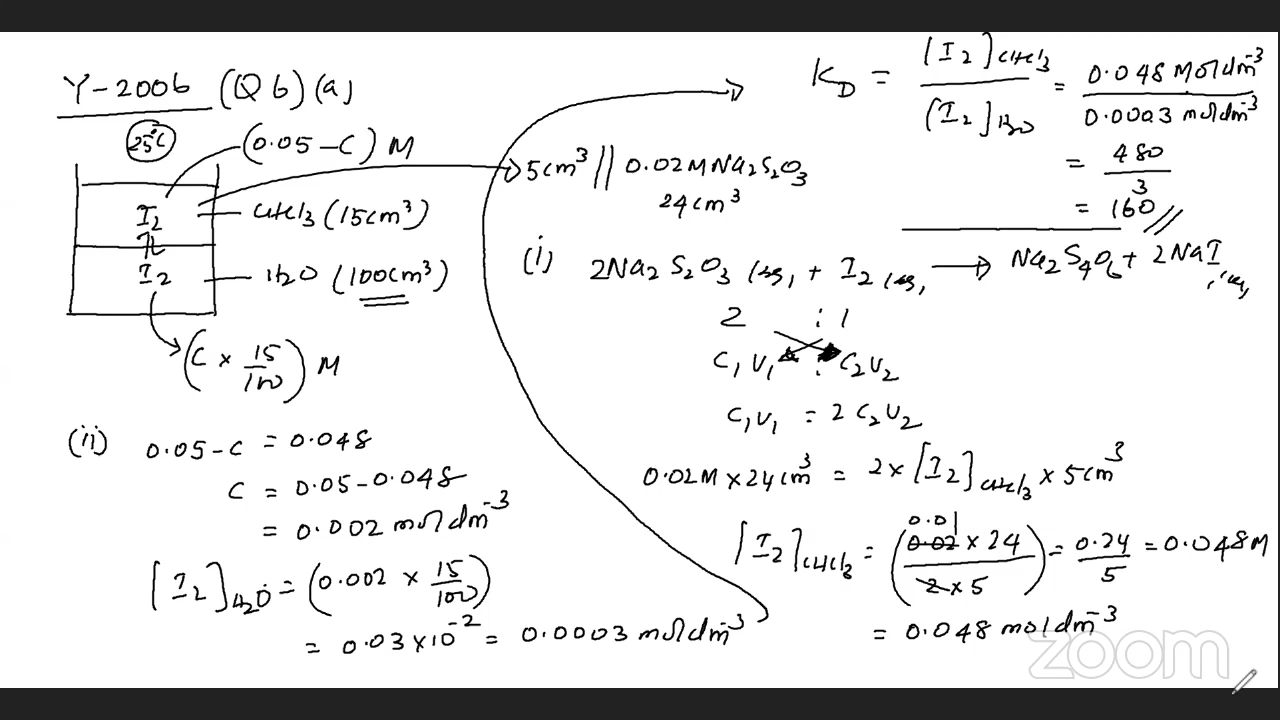 Y-2006 (Q6)(a)
25°C
(0.05-C) M
I₂
CHCl₃ (15cm³)
I₂
H₂O (100cm³)
(C × 15/100) M
5cm³ // 0.02M Na₂S₂O₃
24cm³
(i) 2Na₂S₂O₃ (aq) + I₂ (aq) → Na₂S₄O₆ + 2NaI (aq)
2 : 1
C₁V₁ : C₂V₂
C₁V₁ = 2C₂V₂
0.02M × 24cm³ = 2 × [I₂]CHCl₃ × 5cm³
[I₂]CHCl₃ = (0.01 0.02 × 24 / 2 × 5) = 0.24/5 = 0.048M
= 0.048 mol dm⁻³
(ii) 0.05-C = 0.048
C = 0.05-0.048
= 0.002 mol dm⁻³
[I₂]H₂O = (0.002 × 15/100)
= 0.03×10⁻² = 0.0003 mol dm⁻³
K_D = [I₂]CHCl₃ / [I₂]H₂O = 0.048 mol dm⁻³ / 0.0003 mol dm⁻³
= 480/3
= 160 //
zoom